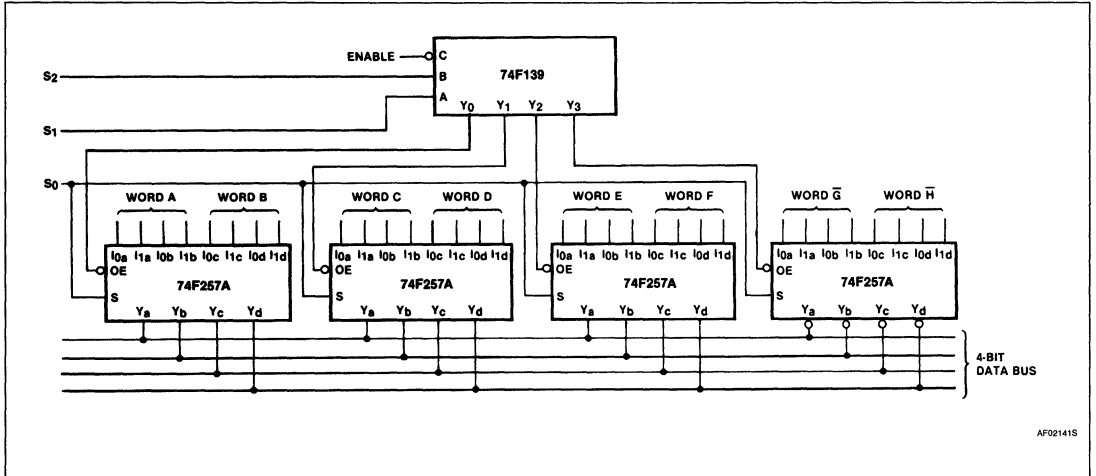 ENABLE
C
S2
B
74F139
A
Y0 Y1 Y2 Y3
S1
S0
WORD A WORD B WORD C WORD D WORD E WORD F WORD G̅ WORD H̅
I0a I1a I0b I1b I0c I1c I0d I1d
OE
74F257A
S
Ya Yb Yc Yd
I0a I1a I0b I1b I0c I1c I0d I1d
OE
74F257A
S
Ya Yb Yc Yd
I0a I1a I0b I1b I0c I1c I0d I1d
OE
74F257A
S
Ya Yb Yc Yd
I0a I1a I0b I1b I0c I1c I0d I1d
OE
74F257A
S
Ya Yb Yc Yd
4-BIT
DATA BUS
AF02141S